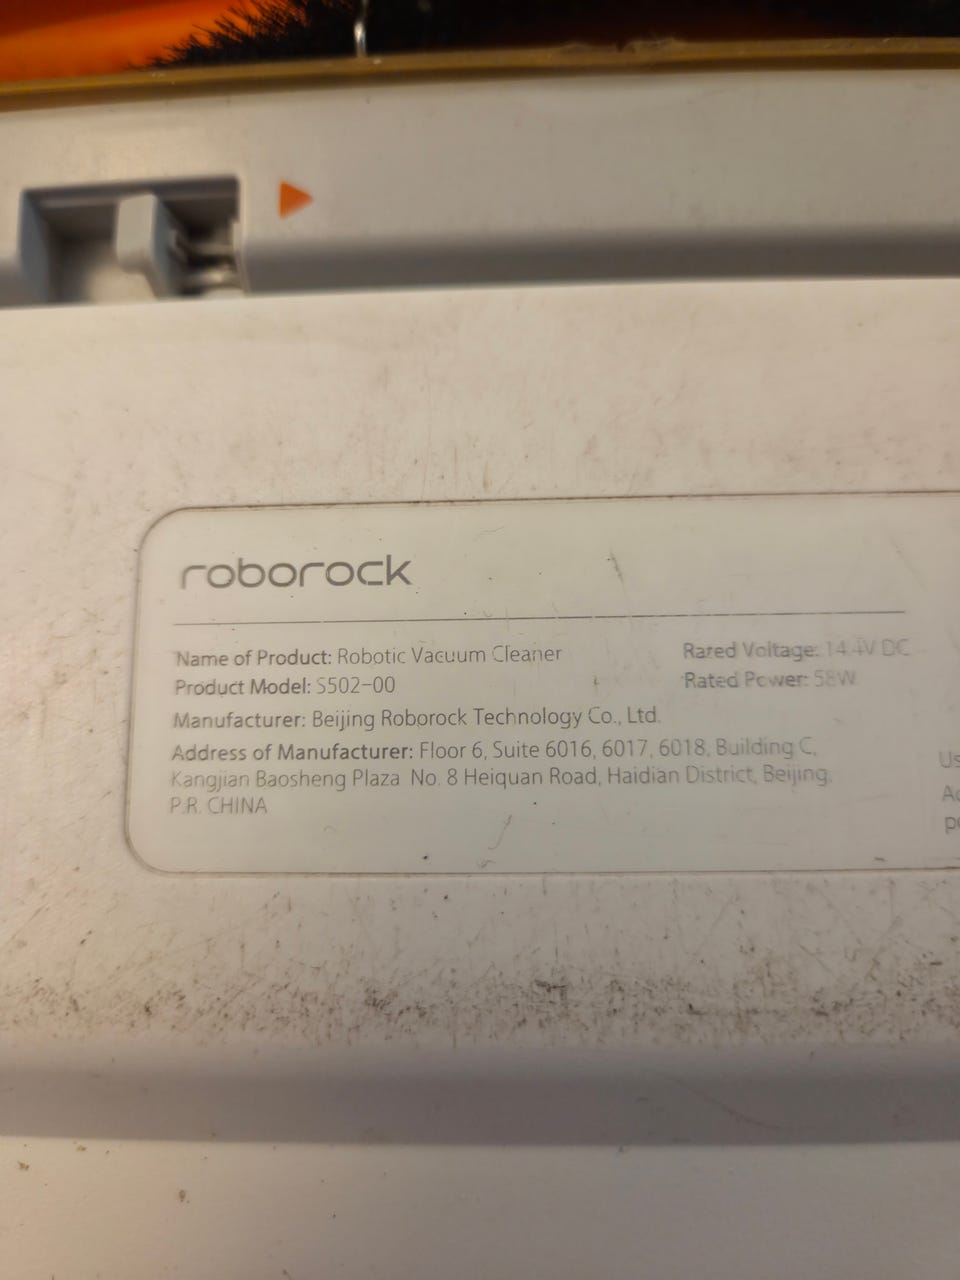 roborock
Name of Product: Robotic Vacuum Cleaner
Rated Voltage: 14.4V DC
Product Model: S502-00
Rated Power: 58W
Manufacturer: Beijing Roborock Technology Co., Ltd.
Address of Manufacturer: Floor 6, Suite 6016, 6017, 6018, Building C,
Kangjian Baosheng Plaza No. 8 Heiquan Road, Haidian District, Beijing,
P.R. CHINA